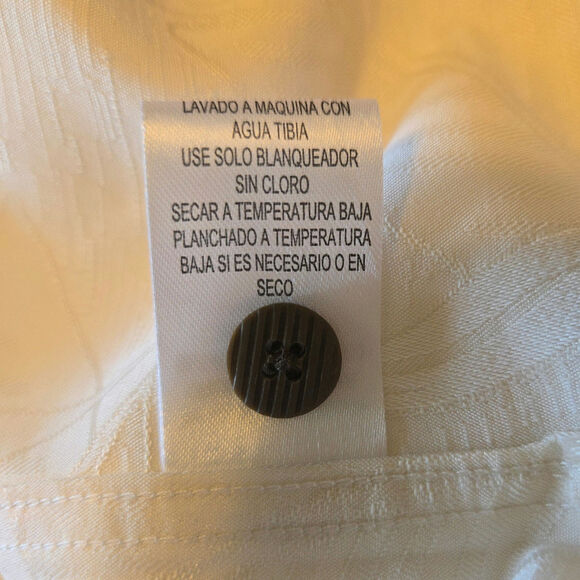 LAVADO A MAQUINA CON
AGUA TIBIA
USE SOLO BLANQUEADOR
SIN CLORO
SECAR A TEMPERATURA BAJA
PLANCHADO A TEMPERATURA
BAJA SI ES NECESARIO O EN
SECO